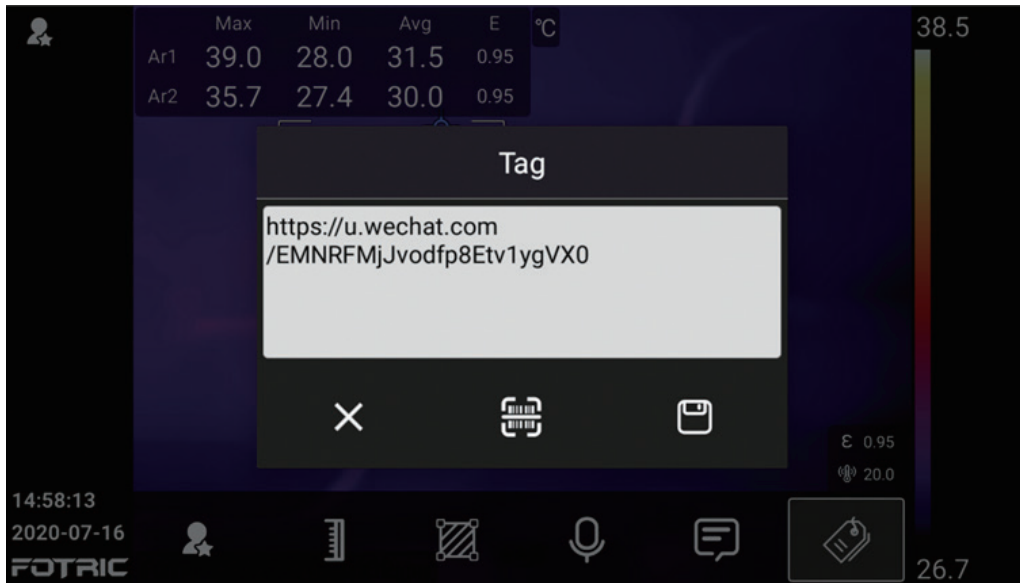 Max Min Avg E °C
38.5
Ar1 39.0 28.0 31.5 0.95
Ar2 35.7 27.4 30.0 0.95
Tag
https://u.wechat.com
/EMNRFMjJvodfp8Etv1ygVX0
ε 0.95
20.0
14:58:13
2020-07-16
FOTRIC
26.7